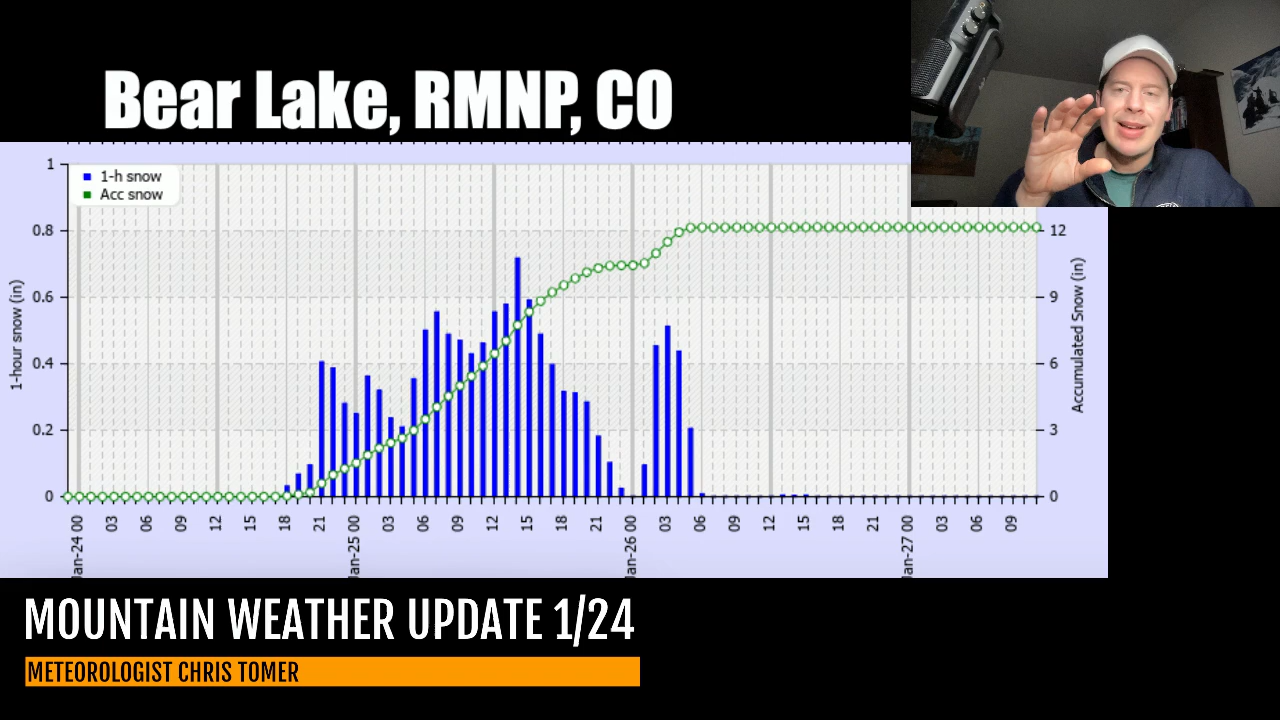 Bear Lake, RMNP, CO
1-h snow
Acc snow
1
0.8
0.6
0.4
0.2
0
1-hour snow (in)
12
9
6
3
0
Accumulated Snow (in)
00 03 06 09 12 15 18 21 00 03 06 09 12 15 18 21 00 03 06 09 12 15 18 21 00 03 06 09
Jan-24 Jan-25 Jan-26 Jan-27
MOUNTAIN WEATHER UPDATE 1/24
METEOROLOGIST CHRIS TOMER